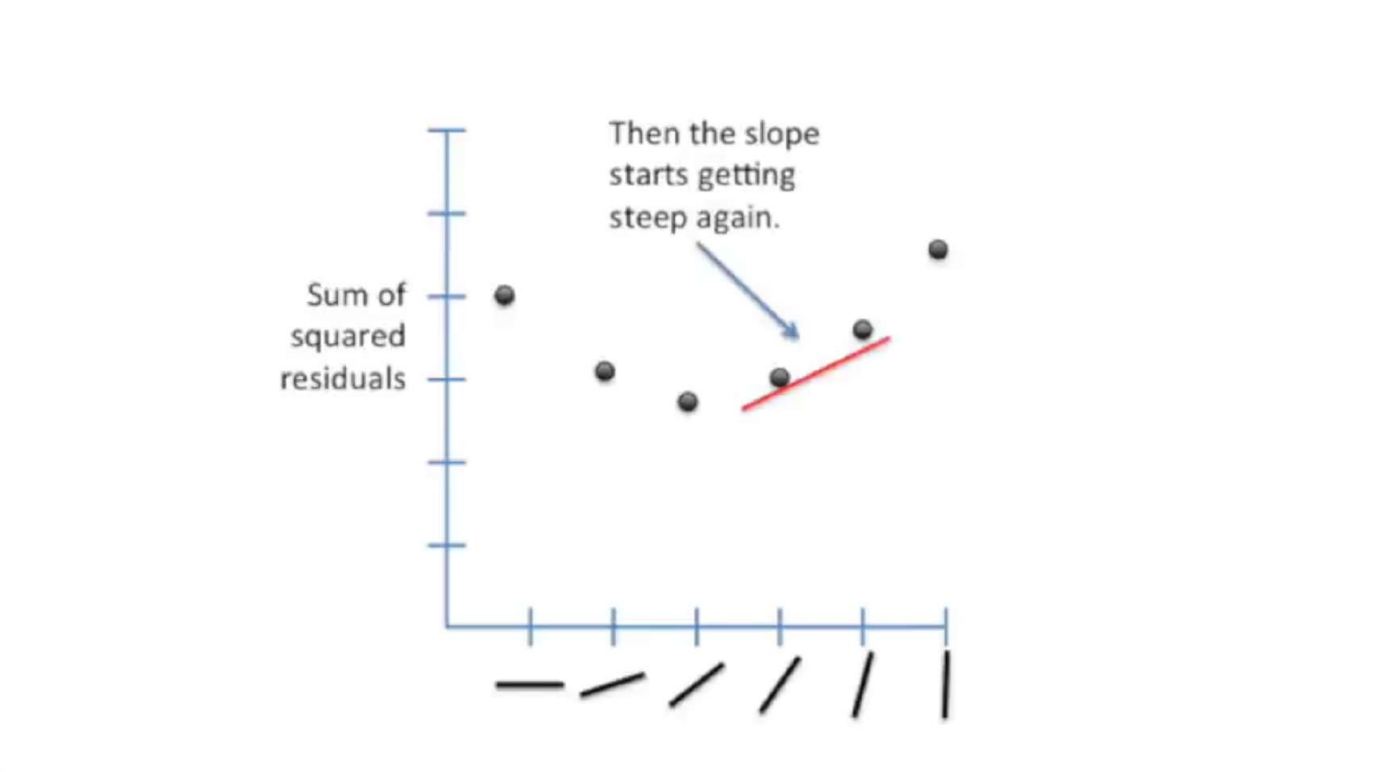 Then the slope
starts getting
steep again.
Sum of
squared
residuals